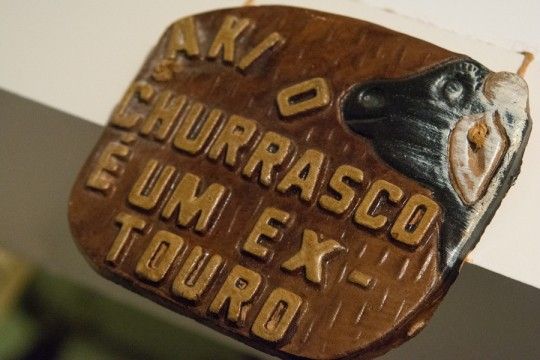 AKI O
CHURRASCO
É UM EX-
TOURO